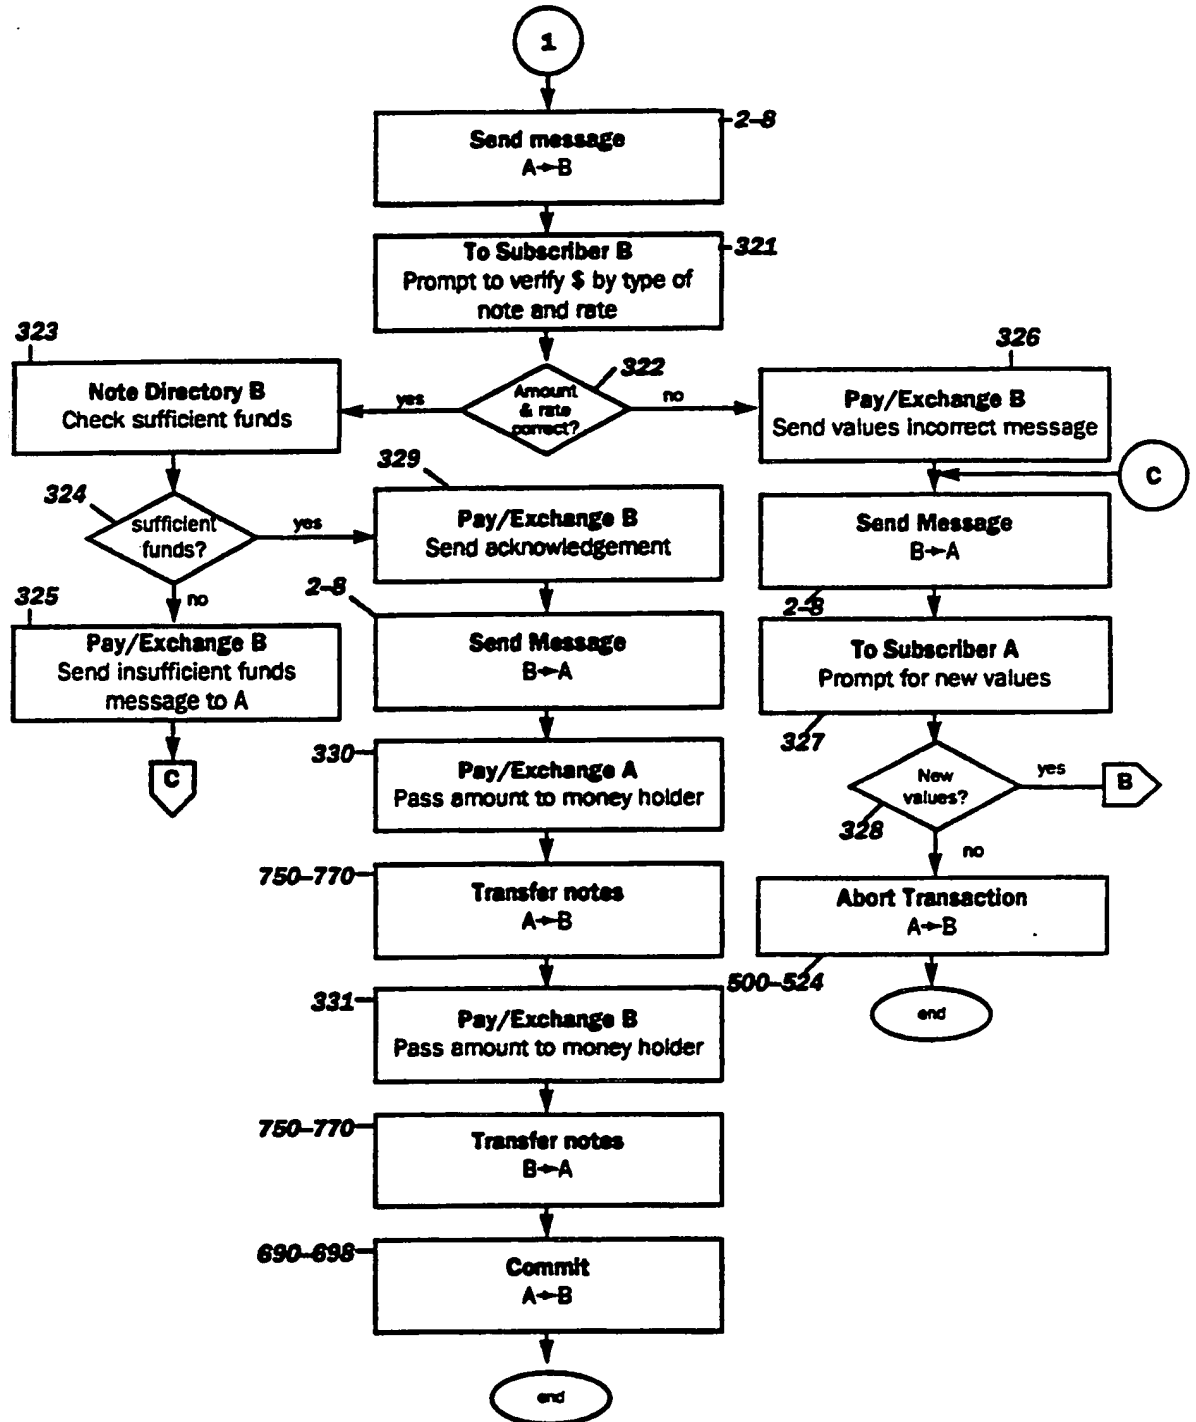 1
Send message
A→B
2–8
To Subscriber B
Prompt to verify $ by type of
note and rate
321
323
Note Directory B
Check sufficient funds
yes
Amount
& rate
correct?
322
no
326
Pay/Exchange B
Send values incorrect message
C
324
sufficient
funds?
yes
no
329
Pay/Exchange B
Send acknowledgement
Send Message
B→A
2–8
325
Pay/Exchange B
Send insufficient funds
message to A
C
2–8
Send Message
B→A
To Subscriber A
Prompt for new values
327
330
Pay/Exchange A
Pass amount to money holder
New
values?
328
yes
B
no
750–770
Transfer notes
A→B
Abort Transaction
A→B
500–524
end
331
Pay/Exchange B
Pass amount to money holder
750–770
Transfer notes
B→A
690–698
Commit
A→B
end